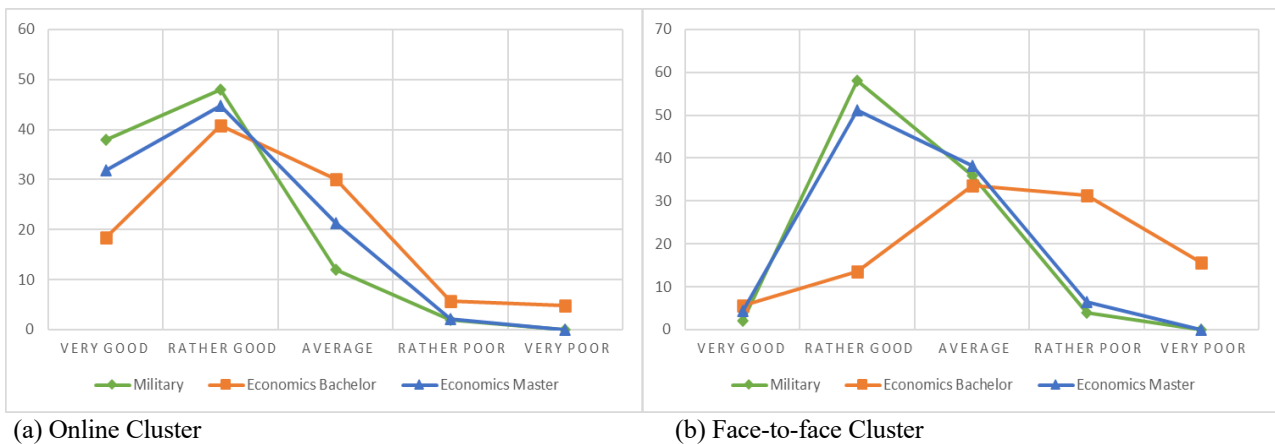 60
50
40
30
20
10
0
VERY GOOD RATHER GOOD AVERAGE RATHER POOR VERY POOR
Military Economics Bachelor Economics Master
(a) Online Cluster
70
60
50
40
30
20
10
0
VERY GOOD RATHER GOOD AVERAGE RATHER POOR VERY POOR
Military Economics Bachelor Economics Master
(b) Face-to-face Cluster